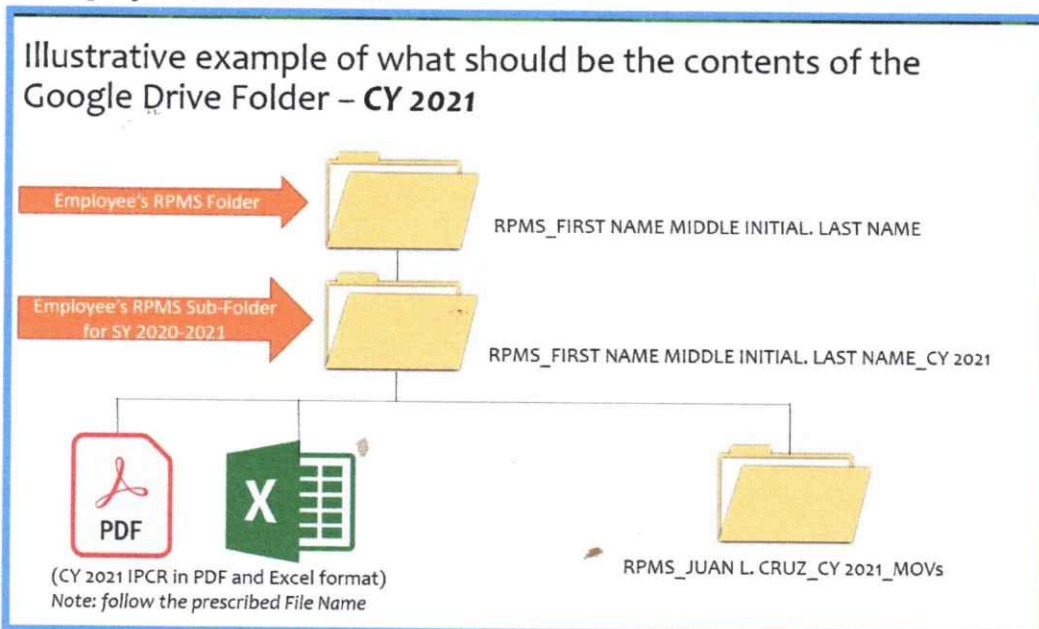 Illustrative example of what should be the contents of the
Google Drive Folder – CY 2021
Employee's RPMS Folder
RPMS_FIRST NAME MIDDLE INITIAL. LAST NAME
Employee's RPMS Sub-Folder
for SY 2020-2021
RPMS_FIRST NAME MIDDLE INITIAL. LAST NAME_CY 2021
PDF
X
(CY 2021 IPCR in PDF and Excel format)
Note: follow the prescribed File Name
RPMS_JUAN L. CRUZ_CY 2021_MOVs